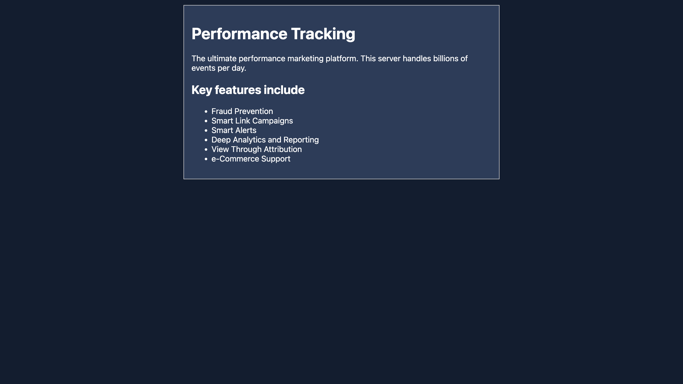 Performance Tracking
The ultimate performance marketing platform. This server handles billions of
events per day.
Key features include
• Fraud Prevention
• Smart Link Campaigns
• Smart Alerts
• Deep Analytics and Reporting
• View Through Attribution
• e-Commerce Support